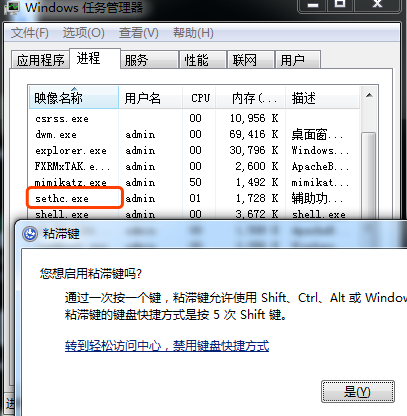 Windows 任务管理器
文件(F) 选项(O) 查看(V) 帮助(H)
应用程序 进程 服务 性能 联网 用户
映像名称 用户名 CPU 内存(... 描述
csrss.exe 00 10,956 K
dwm.exe admin 00 69,416 K 桌面窗...
explorer.exe admin 00 30,796 K Windows...
FXRMxTAK.e... admin 00 2,600 K ApacheB...
mimikatz.exe admin 50 1,492 K mimikat...
sethc.exe admin 01 1,728 K 辅助功...
shell.exe admin 00 3,672 K shell.exe
粘滞键
您想启用粘滞键吗?
通过一次按一个键，粘滞键允许使用 Shift、Ctrl、Alt 或 Window
粘滞键的键盘快捷方式是按 5 次 Shift 键。
转到轻松访问中心，禁用键盘快捷方式
是(Y)
进